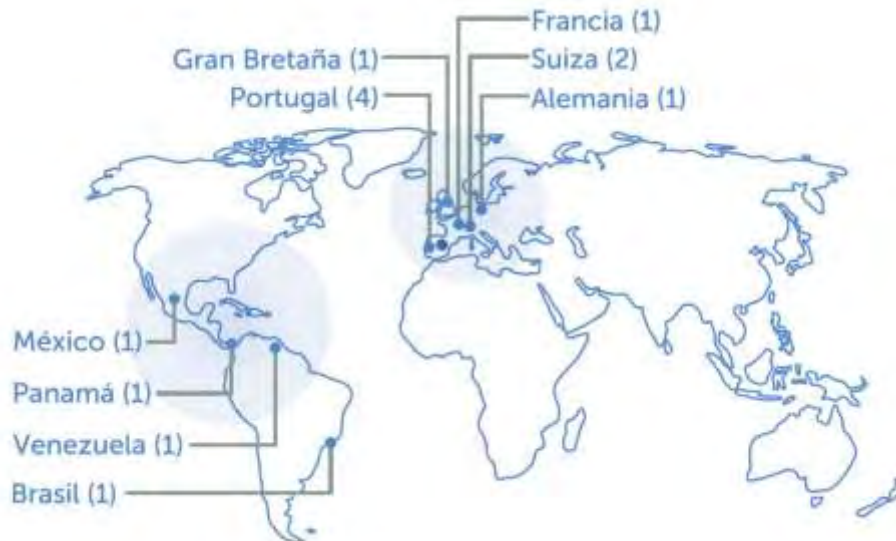 Francia (1)
Gran Bretaña (1)
Suiza (2)
Portugal (4)
Alemania (1)
México (1)
Panamá (1)
Venezuela (1)
Brasil (1)